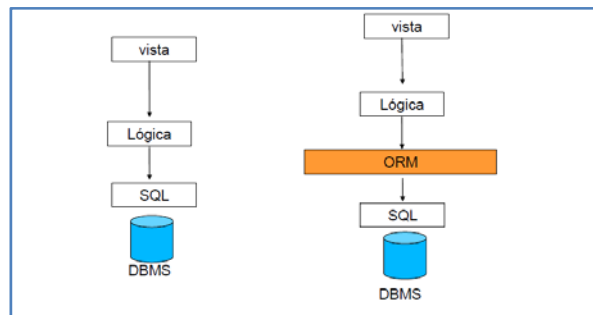 vista
Lógica
SQL
DBMS
vista
Lógica
ORM
SQL
DBMS